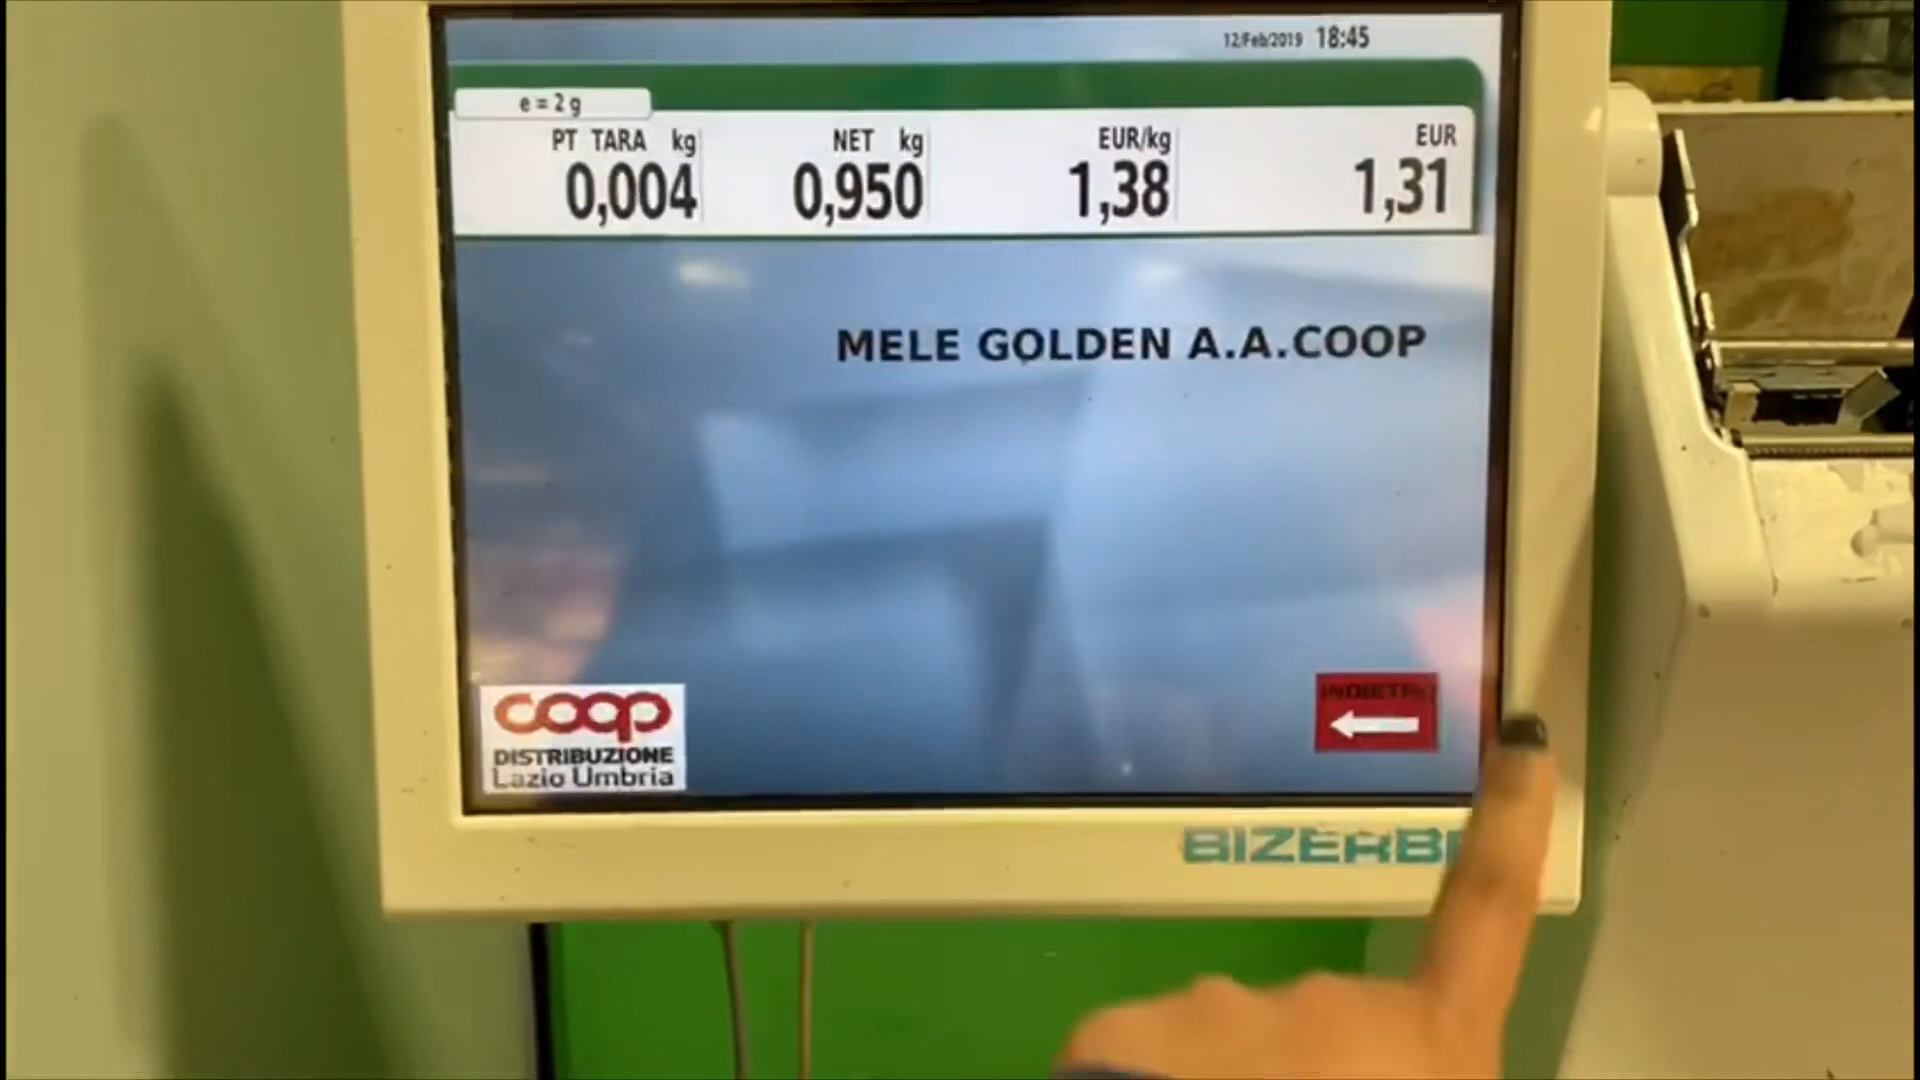 12/Feb/2019 18:45
e = 2 g
PT TARA kg NET kg EUR/kg EUR
0,004 0,950 1,38 1,31
MELE GOLDEN A.A.COOP
INDIETRO
coop
DISTRIBUZIONE
Lazio Umbria
BIZERB